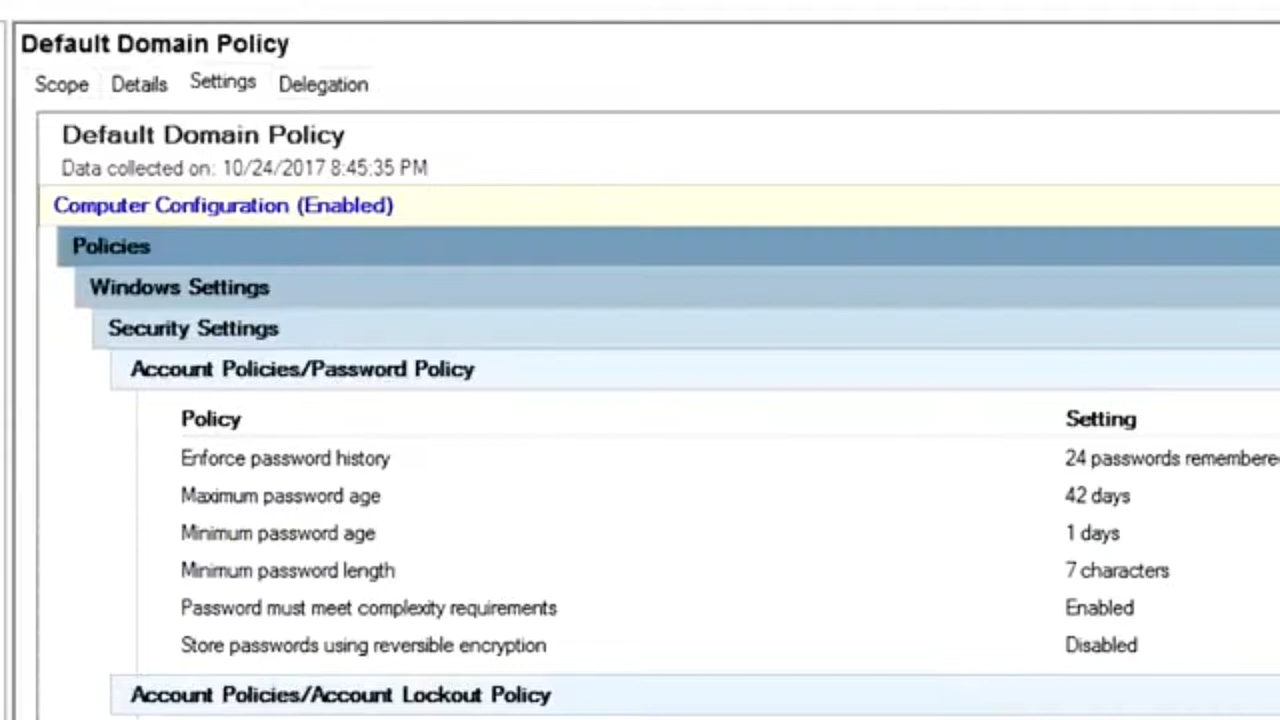 Default Domain Policy
Scope Details Settings Delegation
Default Domain Policy
Data collected on: 10/24/2017 8:45:35 PM
Computer Configuration (Enabled)
Policies
Windows Settings
Security Settings
Account Policies/Password Policy
Policy Setting
Enforce password history 24 passwords remembere
Maximum password age 42 days
Minimum password age 1 days
Minimum password length 7 characters
Password must meet complexity requirements Enabled
Store passwords using reversible encryption Disabled
Account Policies/Account Lockout Policy